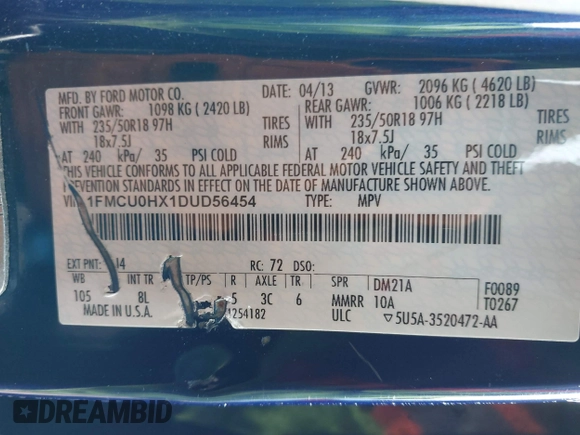 MFD. BY FORD MOTOR CO.
DATE: 04/13 GVWR: 2096 KG ( 4620 LB)
FRONT GAWR: 1098 KG ( 2420 LB)
REAR GAWR: 1006 KG ( 2218 LB)
WITH 235/50R18 97H TIRES
WITH 235/50R18 97H TIRES
18x7.5J RIMS
18x7.5J RIMS
AT 240 kPa/ 35 PSI COLD
AT 240 kPa/ 35 PSI COLD
THIS VEHICLE CONFORMS TO ALL APPLICABLE FEDERAL MOTOR VEHICLE SAFETY AND THEFT
PREVENTION STANDARDS IN EFFECT ON THE DATE OF MANUFACTURE SHOWN ABOVE.
1FMCU0HX1DUD56454 TYPE: MPV
EXT PNT: RC: 72 DSO:
WB INT TR TP/PS R AXLE TR SPR DM21A F0089
105 8L 5 3C 6 MMRR 10A T0267
MADE IN U.S.A. 1254182 ULC ▽5U5A-3520472-AA
DREAMBID